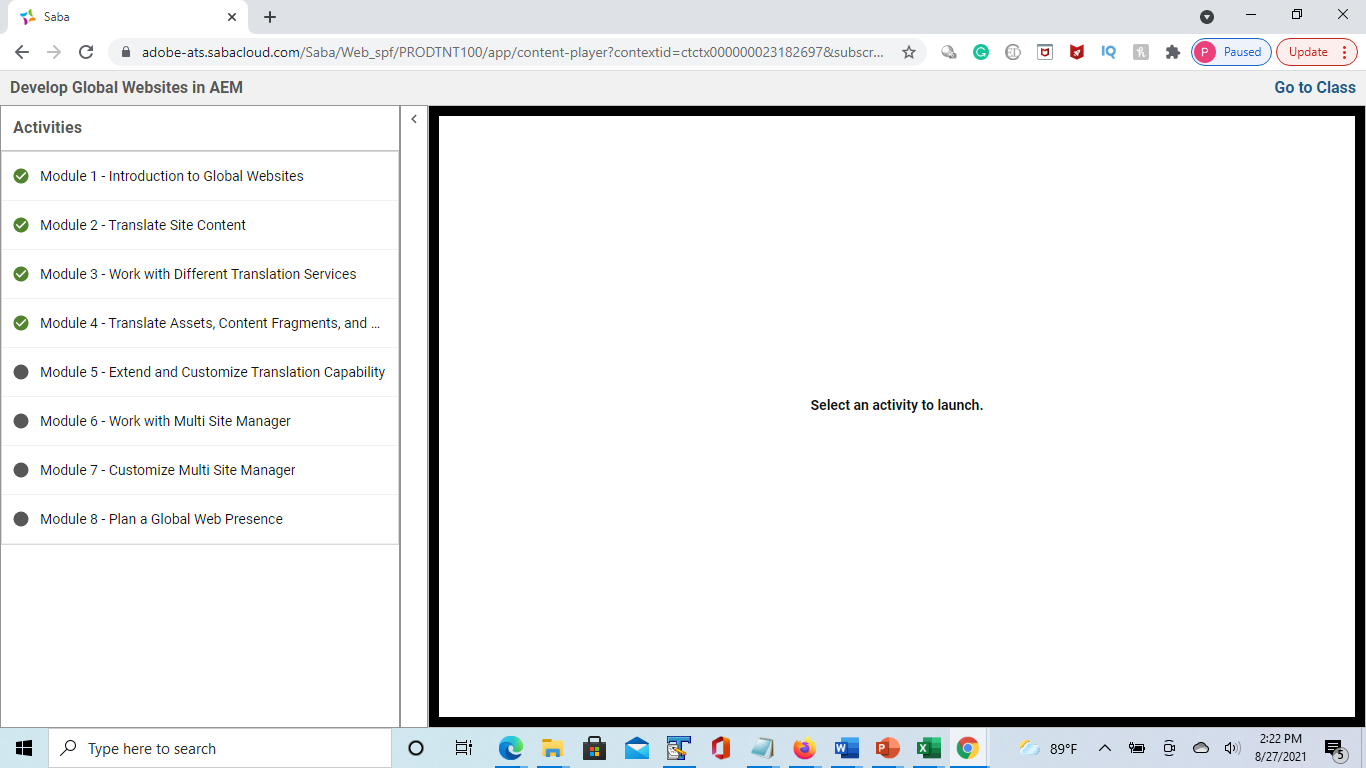 Saba
adobe-ats.sabacloud.com/Saba/Web_spf/PRODTNT100/app/content-player?contextid=ctctx000000023182697&subscr...
P Paused
Update
Develop Global Websites in AEM
Go to Class
Activities
Module 1 - Introduction to Global Websites
Module 2 - Translate Site Content
Module 3 - Work with Different Translation Services
Module 4 - Translate Assets, Content Fragments, and ...
Module 5 - Extend and Customize Translation Capability
Module 6 - Work with Multi Site Manager
Module 7 - Customize Multi Site Manager
Module 8 - Plan a Global Web Presence
Select an activity to launch.
Type here to search
89°F
2:22 PM
8/27/2021
5